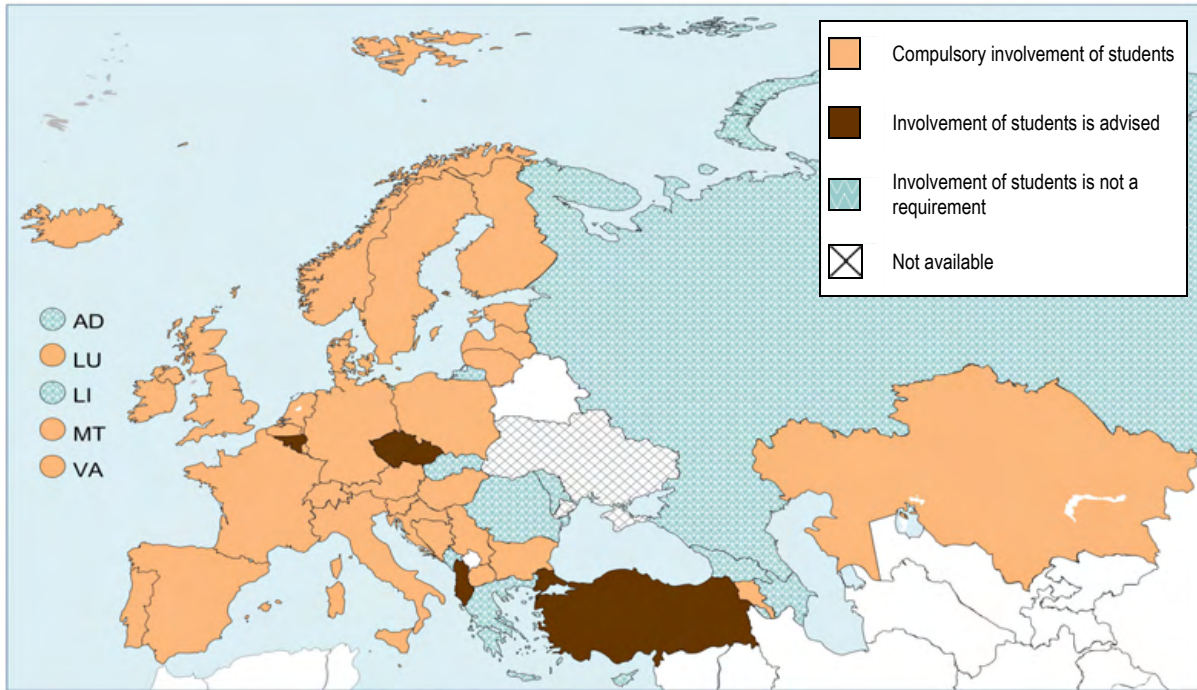 Compulsory involvement of students
Involvement of students is advised
Involvement of students is not a
requirement
Not available
AD
LU
LI
MT
VA